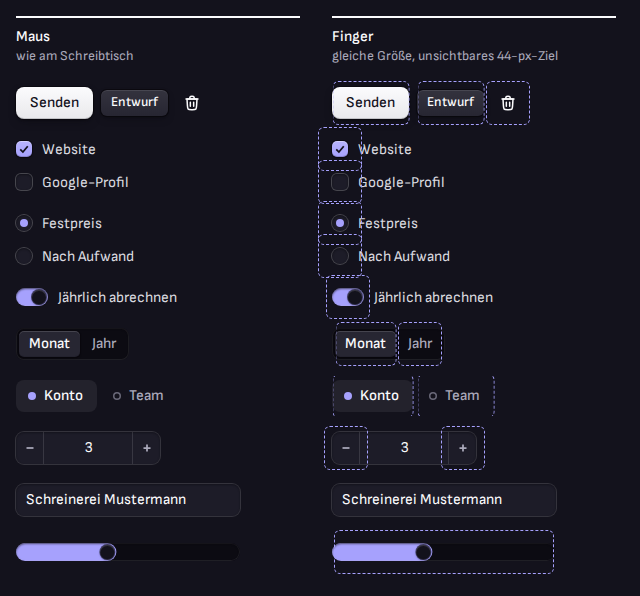 Maus
wie am Schreibtisch
Senden Entwurf
Website
Google-Profil
Festpreis
Nach Aufwand
Jährlich abrechnen
Monat Jahr
Konto Team
− 3 +
Schreinerei Mustermann
Finger
gleiche Größe, unsichtbares 44-px-Ziel
Senden Entwurf
Website
Google-Profil
Festpreis
Nach Aufwand
Jährlich abrechnen
Monat Jahr
Konto Team
− 3 +
Schreinerei Mustermann